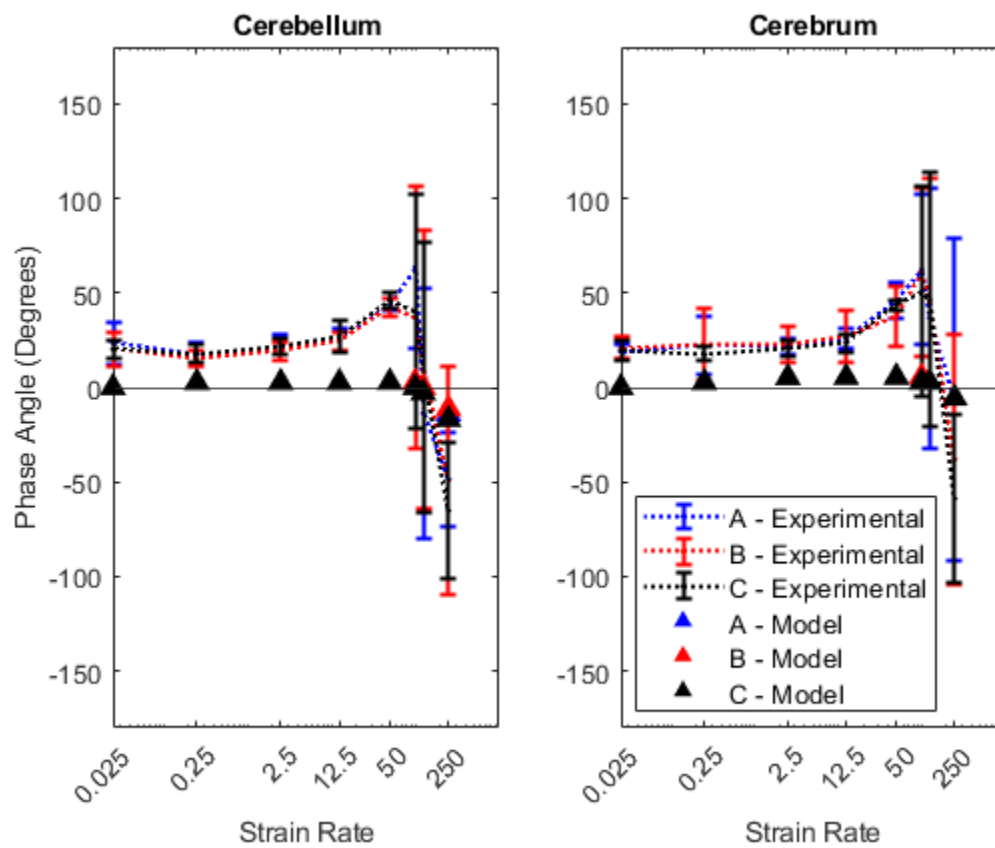 Cerebellum
Cerebrum
Phase Angle (Degrees)
150
100
50
0
-50
-100
-150
0.025
0.25
2.5
12.5
50
250
Strain Rate
150
100
50
0
-50
-100
-150
0.025
0.25
2.5
12.5
50
250
Strain Rate
A - Experimental
B - Experimental
C - Experimental
A - Model
B - Model
C - Model